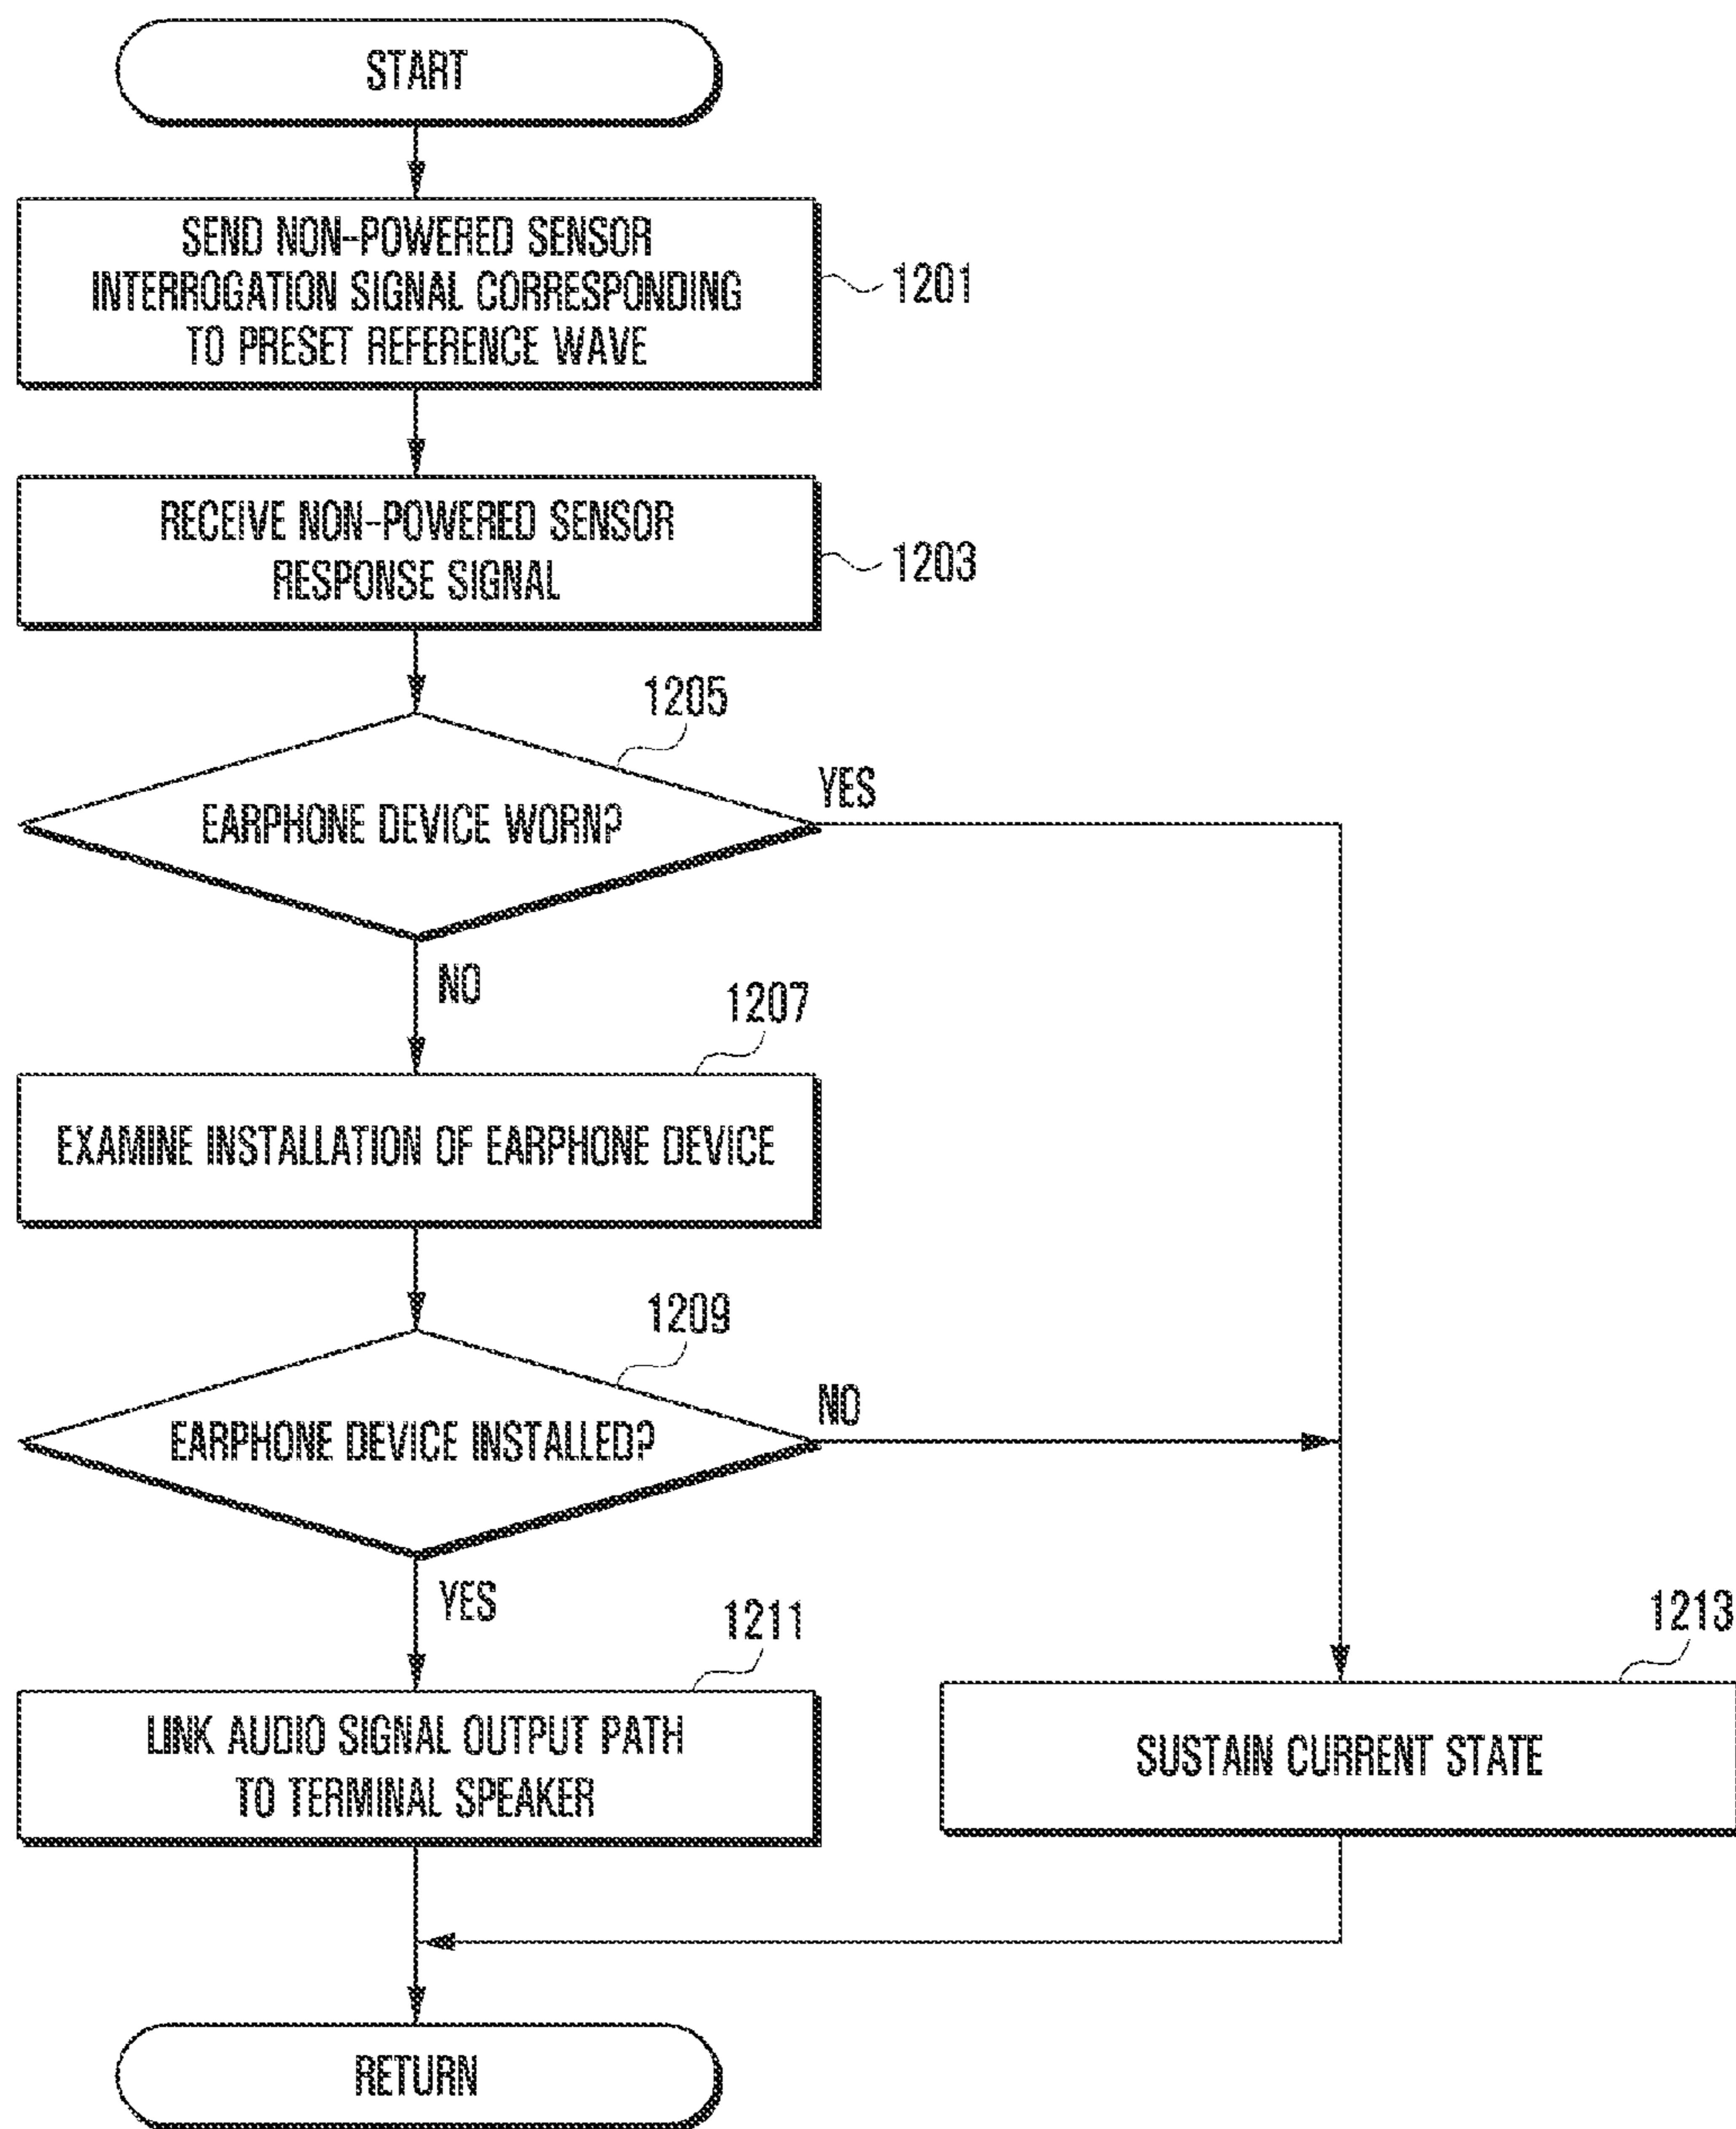 START
SEND NON-POWERED SENSOR
INTERROGATION SIGNAL CORRESPONDING
TO PRESET REFERENCE WAVE
1201
RECEIVE NON-POWERED SENSOR
RESPONSE SIGNAL
1203
1205
EARPHONE DEVICE WORN?
YES
NO
1207
EXAMINE INSTALLATION OF EARPHONE DEVICE
1209
EARPHONE DEVICE INSTALLED?
NO
YES
1211
LINK AUDIO SIGNAL OUTPUT PATH
TO TERMINAL SPEAKER
1213
SUSTAIN CURRENT STATE
RETURN